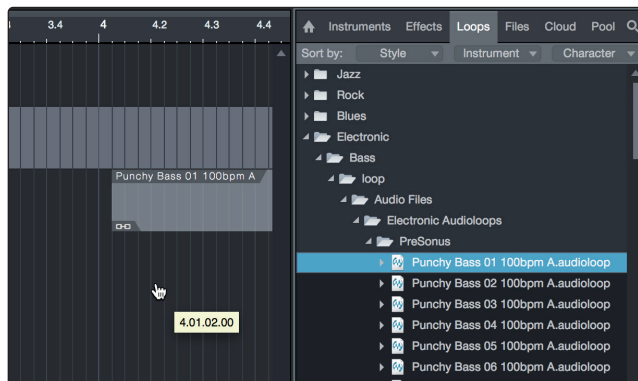 3.4 4 4.2 4.3 4.4
Punchy Bass 01 100bpm A
4.01.02.00
Instruments Effects Loops Files Cloud Pool
Sort by: Style Instrument Character
Jazz
Rock
Blues
Electronic
Bass
loop
Audio Files
Electronic Audioloops
PreSonus
Punchy Bass 01 100bpm A.audioloop
Punchy Bass 02 100bpm A.audioloop
Punchy Bass 03 100bpm A.audioloop
Punchy Bass 04 100bpm A.audioloop
Punchy Bass 05 100bpm A.audioloop
Punchy Bass 06 100bpm A.audioloop